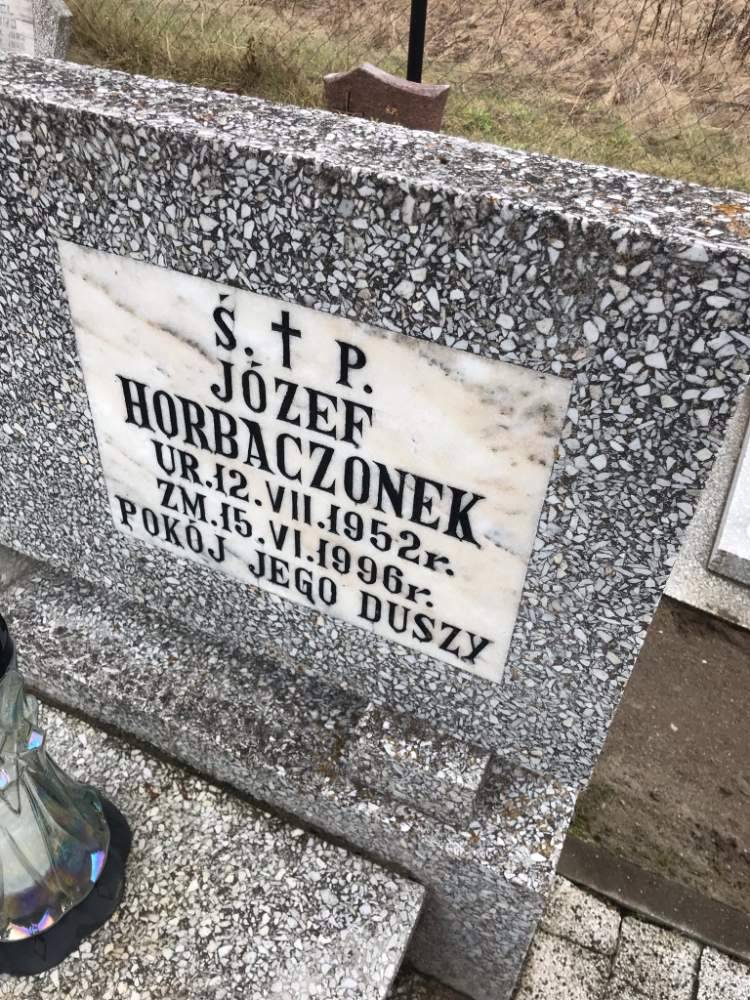 Ś. † P.
JÓZEF
HORBACZONEK
UR.12.VII.1952r.
ZM.15.VI.1996r.
POKÓJ JEGO DUSZY